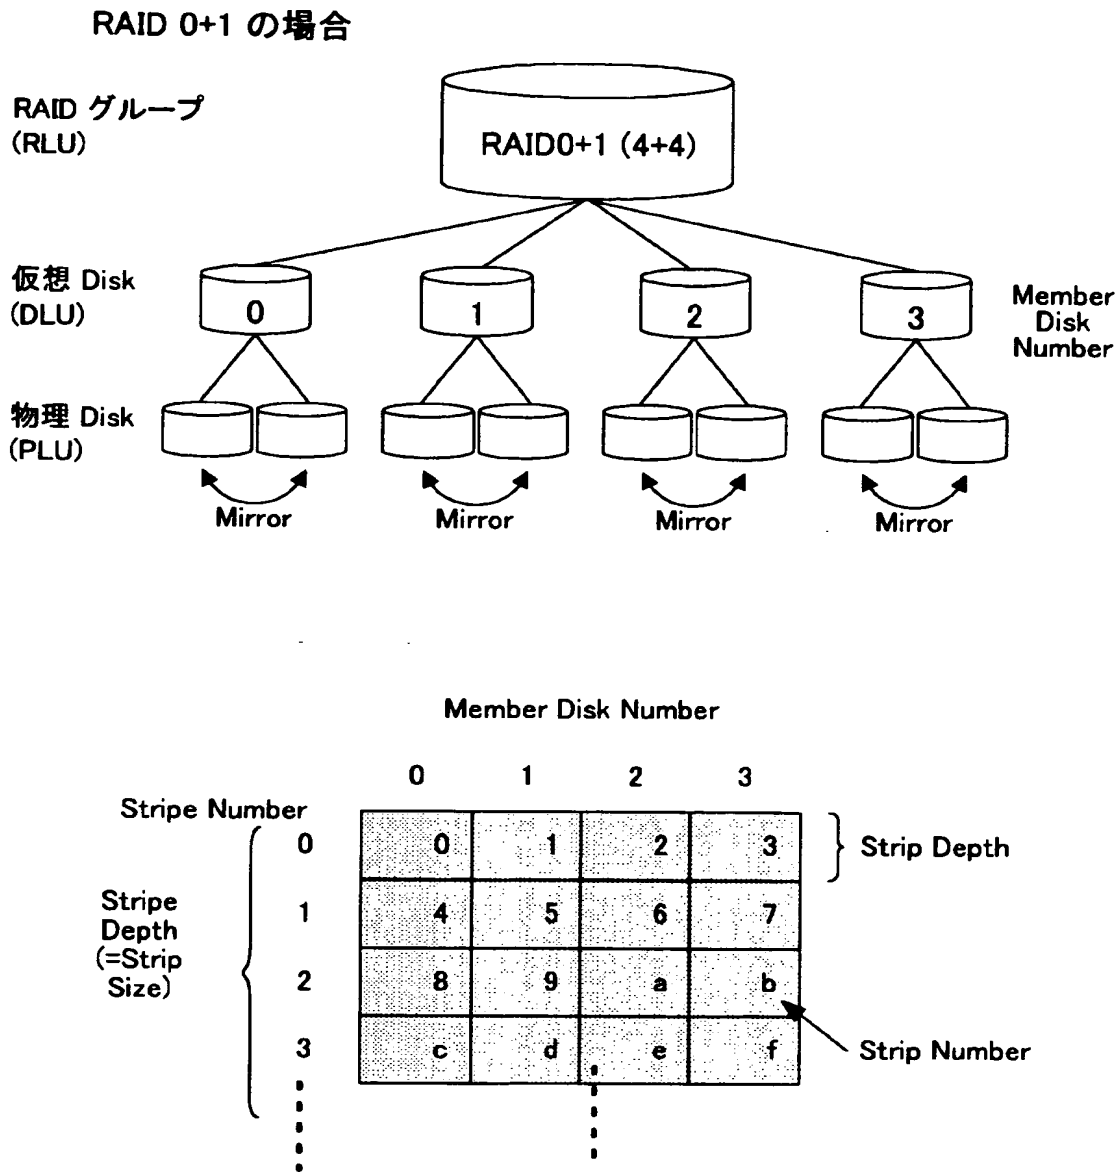 RAID 0+1 の場合
RAID グループ
(RLU)
RAID0+1 (4+4)
仮想 Disk
(DLU)
0
1
2
3
Member
Disk
Number
物理 Disk
(PLU)
Mirror
Mirror
Mirror
Mirror
Member Disk Number
0 1 2 3
Stripe Number
0
0 1 2 3
Strip Depth
Stripe
Depth
(=Strip
Size)
1
4 5 6 7
2
8 9 a b
3
c d e f
Strip Number